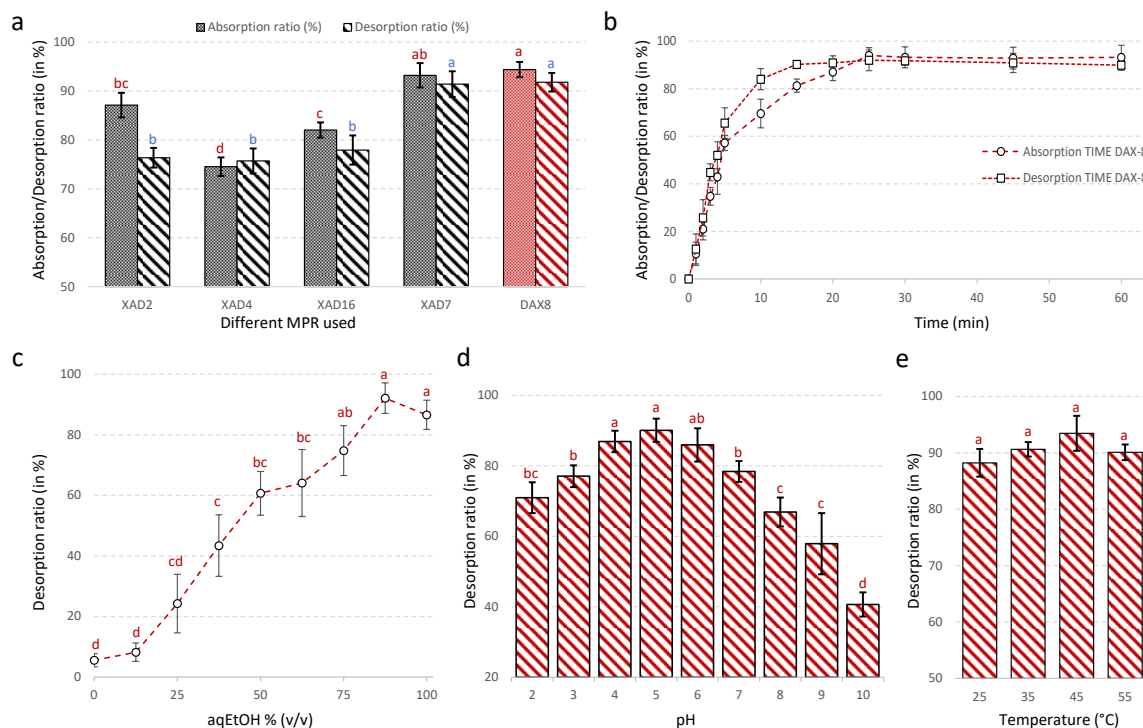 a
Absorption/Desorption ratio (in %)
Absorption ratio (%) Desorption ratio (%)
100
90
80
70
60
50
bc b d b c b ab a a a
XAD2 XAD4 XAD16 XAD7 DAX8
Different MPR used
b
Absorption/Desorption ratio (in %)
100
80
60
40
20
0
Absorption TIME DAX-8
Desorption TIME DAX-8
0 10 20 30 40 50 60
Time (min)
c
Desorption ratio (in %)
100
80
60
40
20
0
d d cd c bc bc ab a a
0 25 50 75 100
aqEtOH % (v/v)
d
Desorption ratio (in %)
100
80
60
40
20
bc b a a ab b c c d
2 3 4 5 6 7 8 9 10
pH
e
Desorption ratio (in %)
100
90
80
70
60
50
a a a a
25 35 45 55
Temperature (°C)